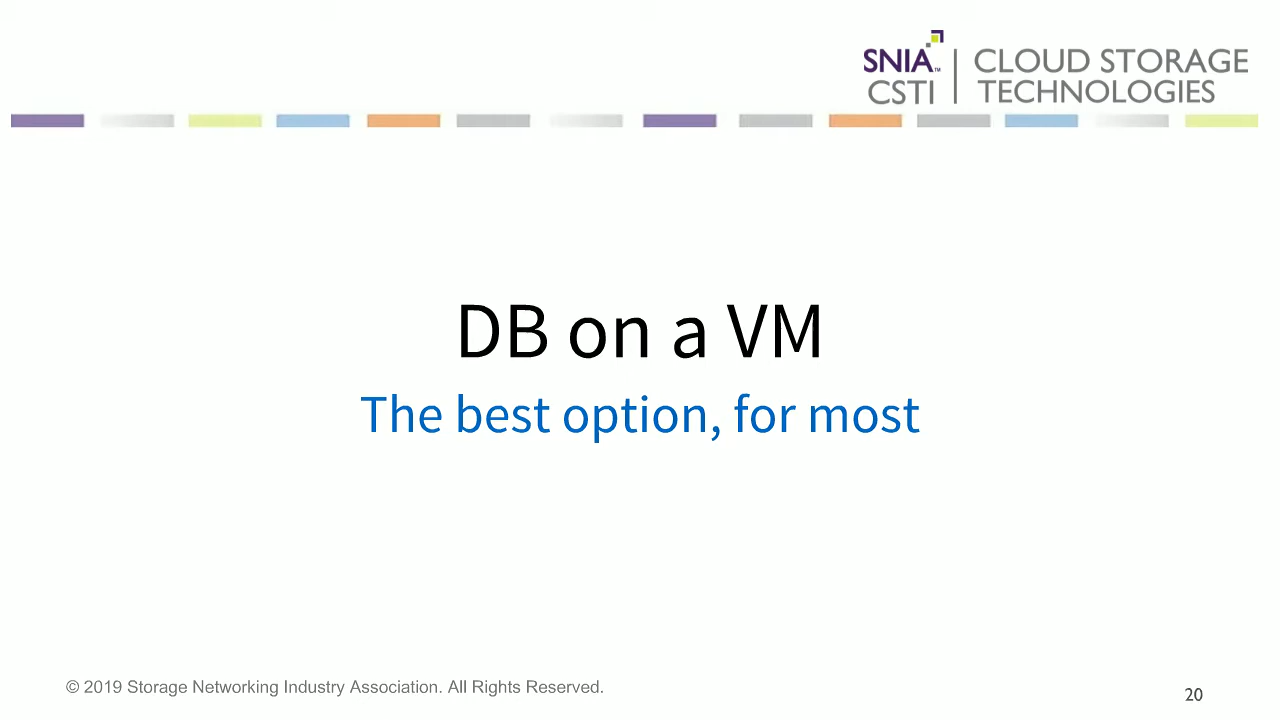 SNIA™ | CLOUD STORAGE
CSTI | TECHNOLOGIES
DB on a VM
The best option, for most
© 2019 Storage Networking Industry Association. All Rights Reserved.
20